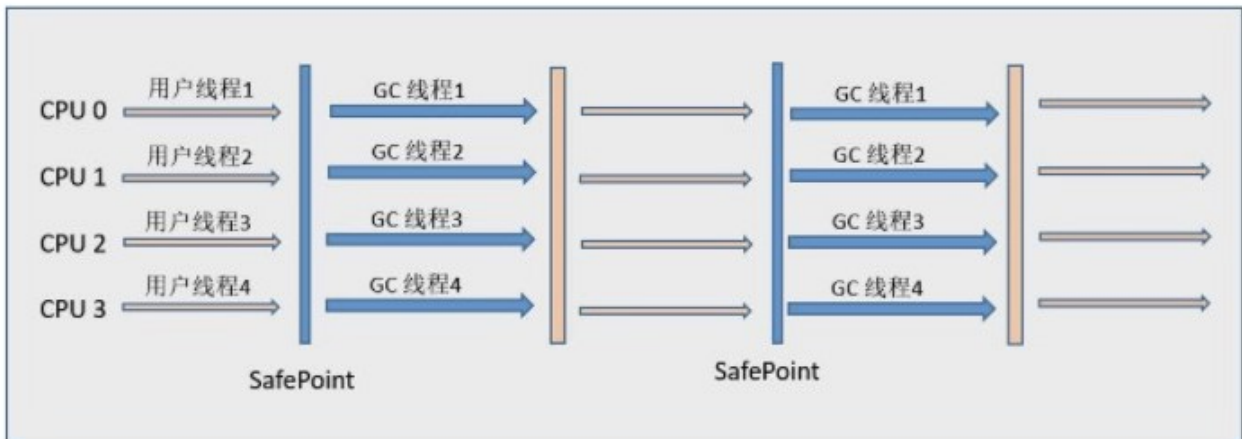 CPU 0
用户线程1
GC 线程1
GC 线程1
CPU 1
用户线程2
GC 线程2
GC 线程2
CPU 2
用户线程3
GC 线程3
GC 线程3
CPU 3
用户线程4
GC 线程4
GC 线程4
SafePoint
SafePoint